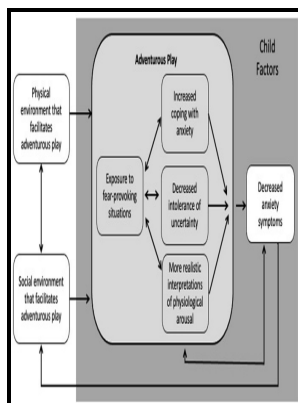 Adventurous Play
Child
Factors
Physical
environment that
facilitates
adventurous play
Increased
coping with
anxiety
Exposure to
fear-provoking
situations
Decreased
intolerance of
uncertainty
Decreased
anxiety
symptoms
Social
environment that
facilitates
adventurous play
More realistic
interpretations
of physiological
arousal